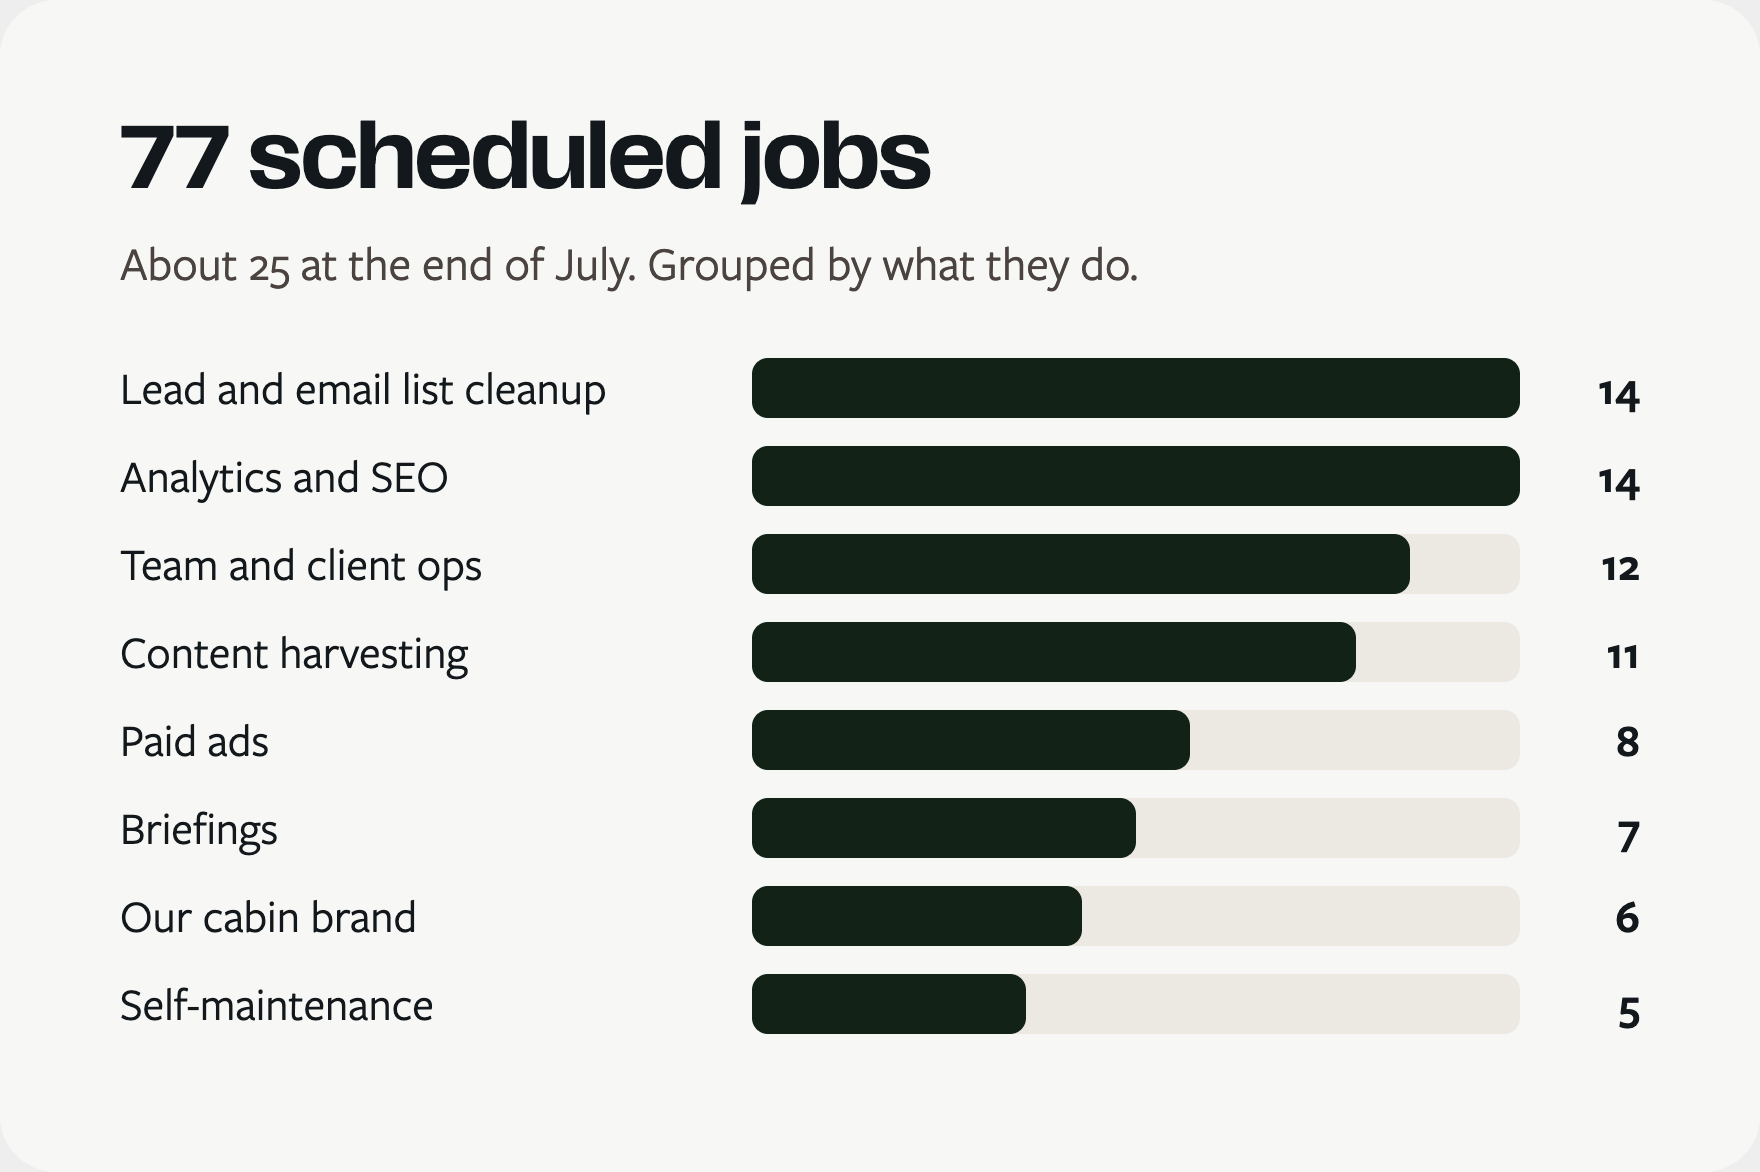 77 scheduled jobs
About 25 at the end of July. Grouped by what they do.
Lead and email list cleanup 14
Analytics and SEO 14
Team and client ops 12
Content harvesting 11
Paid ads 8
Briefings 7
Our cabin brand 6
Self-maintenance 5